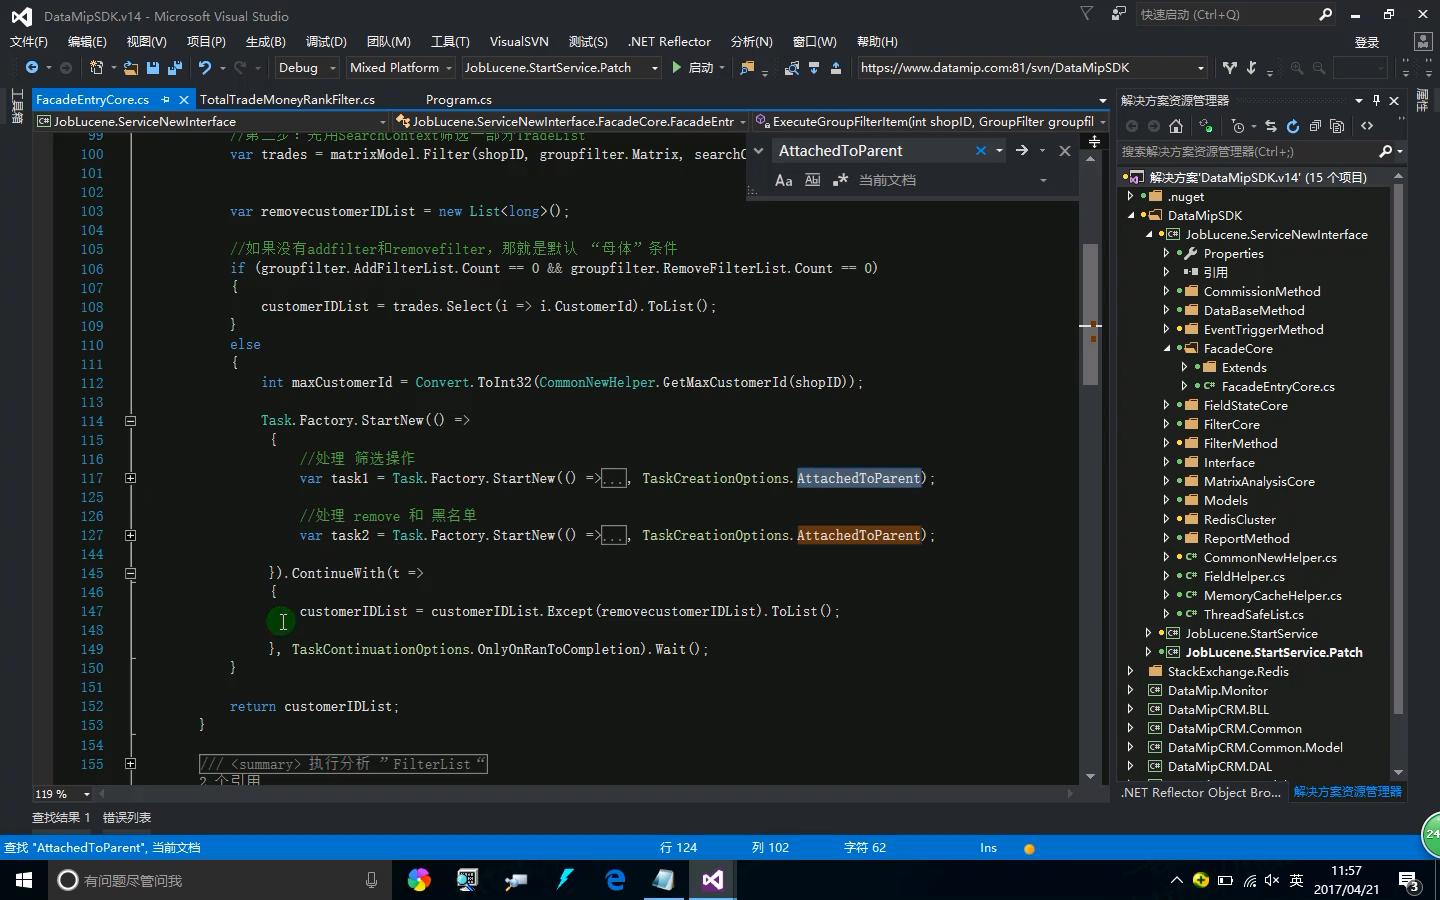 DataMipSDK.v14 - Microsoft Visual Studio
快速启动 (Ctrl+Q)
文件(F) 编辑(E) 视图(V) 项目(P) 生成(B) 调试(D) 团队(M) 工具(T) VisualSVN 测试(S) .NET Reflector 分析(N) 窗口(W) 帮助(H) 登录
Debug Mixed Platform JobLucene.StartService.Patch 启动 https://www.datamip.com:81/svn/DataMipSDK
工具箱
属性
FacadeEntryCore.cs TotalTradeMoneyRankFilter.cs Program.cs
JobLucene.ServiceNewInterface JobLucene.ServiceNewInterface.FacadeCore.FacadeEntr ExecuteGroupFilterItem(int shopID, GroupFilter groupfil
AttachedToParent
Aa Ab 当前文档
99 //第二步：先用SearchContext筛选一部分TradeList
100 var trades = matrixModel.Filter(shopID, groupfilter.Matrix, searchC
101
102
103 var removecustomerIDList = new List<long>();
104
105 //如果没有addfilter和removefilter，那就是默认 “母体”条件
106 if (groupfilter.AddFilterList.Count == 0 && groupfilter.RemoveFilterList.Count == 0)
107 {
108 customerIDList = trades.Select(i => i.CustomerId).ToList();
109 }
110 else
111 {
112 int maxCustomerId = Convert.ToInt32(CommonNewHelper.GetMaxCustomerId(shopID));
113
114 Task.Factory.StartNew(() =>
115 {
116 //处理 筛选操作
117 var task1 = Task.Factory.StartNew(() =>..., TaskCreationOptions.AttachedToParent);
125
126 //处理 remove 和 黑名单
127 var task2 = Task.Factory.StartNew(() =>..., TaskCreationOptions.AttachedToParent);
144
145 }).ContinueWith(t =>
146 {
147 customerIDList = customerIDList.Except(removecustomerIDList).ToList();
148
149 }, TaskContinuationOptions.OnlyOnRanToCompletion).Wait();
150 }
151
152 return customerIDList;
153 }
154
155 /// <summary> 执行分析 ”FilterList“
2 个引用
119 %
解决方案资源管理器
搜索解决方案资源管理器(Ctrl+;)
解决方案'DataMipSDK.v14' (15 个项目)
.nuget
DataMipSDK
JobLucene.ServiceNewInterface
Properties
引用
CommissionMethod
DataBaseMethod
EventTriggerMethod
FacadeCore
Extends
FacadeEntryCore.cs
FieldStateCore
FilterCore
FilterMethod
Interface
MatrixAnalysisCore
Models
RedisCluster
ReportMethod
CommonNewHelper.cs
FieldHelper.cs
MemoryCacheHelper.cs
ThreadSafeList.cs
JobLucene.StartService
JobLucene.StartService.Patch
StackExchange.Redis
DataMip.Monitor
DataMipCRM.BLL
DataMipCRM.Common
DataMipCRM.Common.Model
DataMipCRM.DAL
.NET Reflector Object Bro... 解决方案资源管理器
查找结果 1 错误列表
24
查找 "AttachedToParent", 当前文档 行 124 列 102 字符 62 Ins
有问题尽管问我
英
11:57
2017/04/21
3